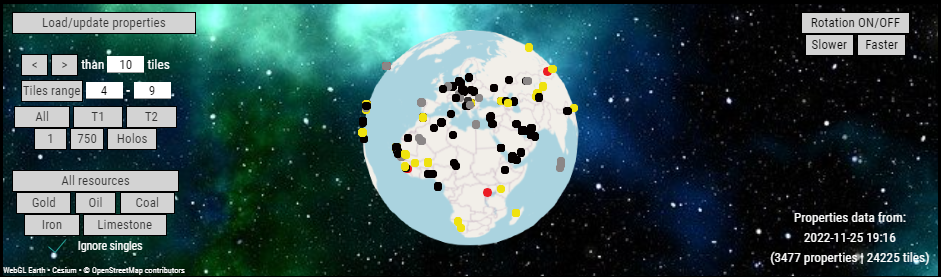 Load/update properties
< > than 10 tiles
Tiles range 4 - 9
All T1 T2
1 750 Holos
All resources
Gold Oil Coal
Iron Limestone
Ignore singles
WebGL Earth • Cesium • © OpenStreetMap contributors
Rotation ON/OFF
Slower Faster
Properties data from:
2022-11-25 19:16
(3477 properties | 24225 tiles)